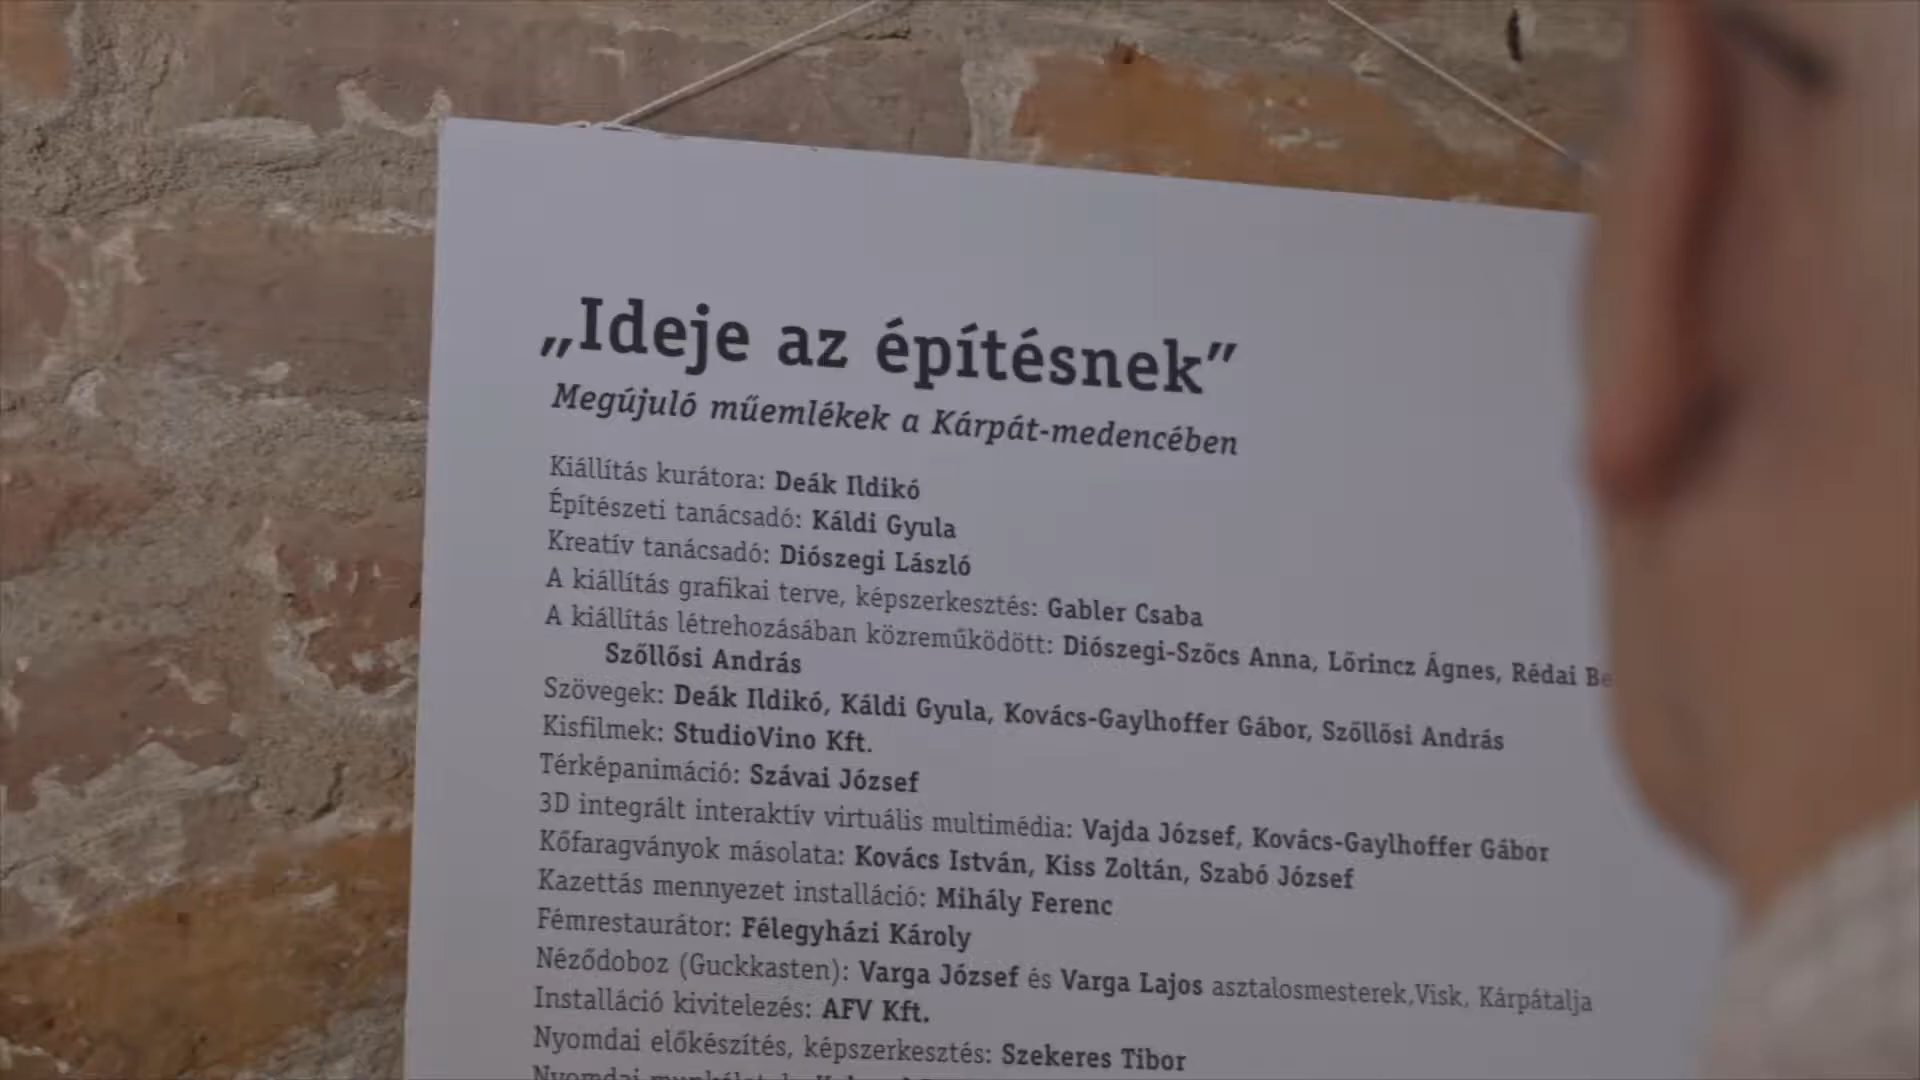 „Ideje az építésnek”
Megújuló műemlékek a Kárpát-medencében
Kiállítás kurátora: Deák Ildikó
Építészeti tanácsadó: Káldi Gyula
Kreatív tanácsadó: Diószegi László
A kiállítás grafikai terve, képszerkesztés: Gabler Csaba
A kiállítás létrehozásában közreműködött: Diószegi-Szőcs Anna, Lőrincz Ágnes, Rédai
Szőllősi András
Szövegek: Deák Ildikó, Káldi Gyula, Kovács-Gaylhoffer Gábor, Szőllősi András
Kisfilmek: StudioVino Kft.
Térképanimáció: Szávai József
3D integrált interaktív virtuális multimédia: Vajda József, Kovács-Gaylhoffer Gábor
Kőfaragványok másolata: Kovács István, Kiss Zoltán, Szabó József
Kazettás mennyezet installáció: Mihály Ferenc
Fémrestaurátor: Félegyházi Károly
Néződoboz (Guckkasten): Varga József és Varga Lajos asztalosmesterek,Visk, Kárpátalja
Installáció kivitelezés: AFV Kft.
Nyomdai előkészítés, képszerkesztés: Szekeres Tibor
Nyomdai